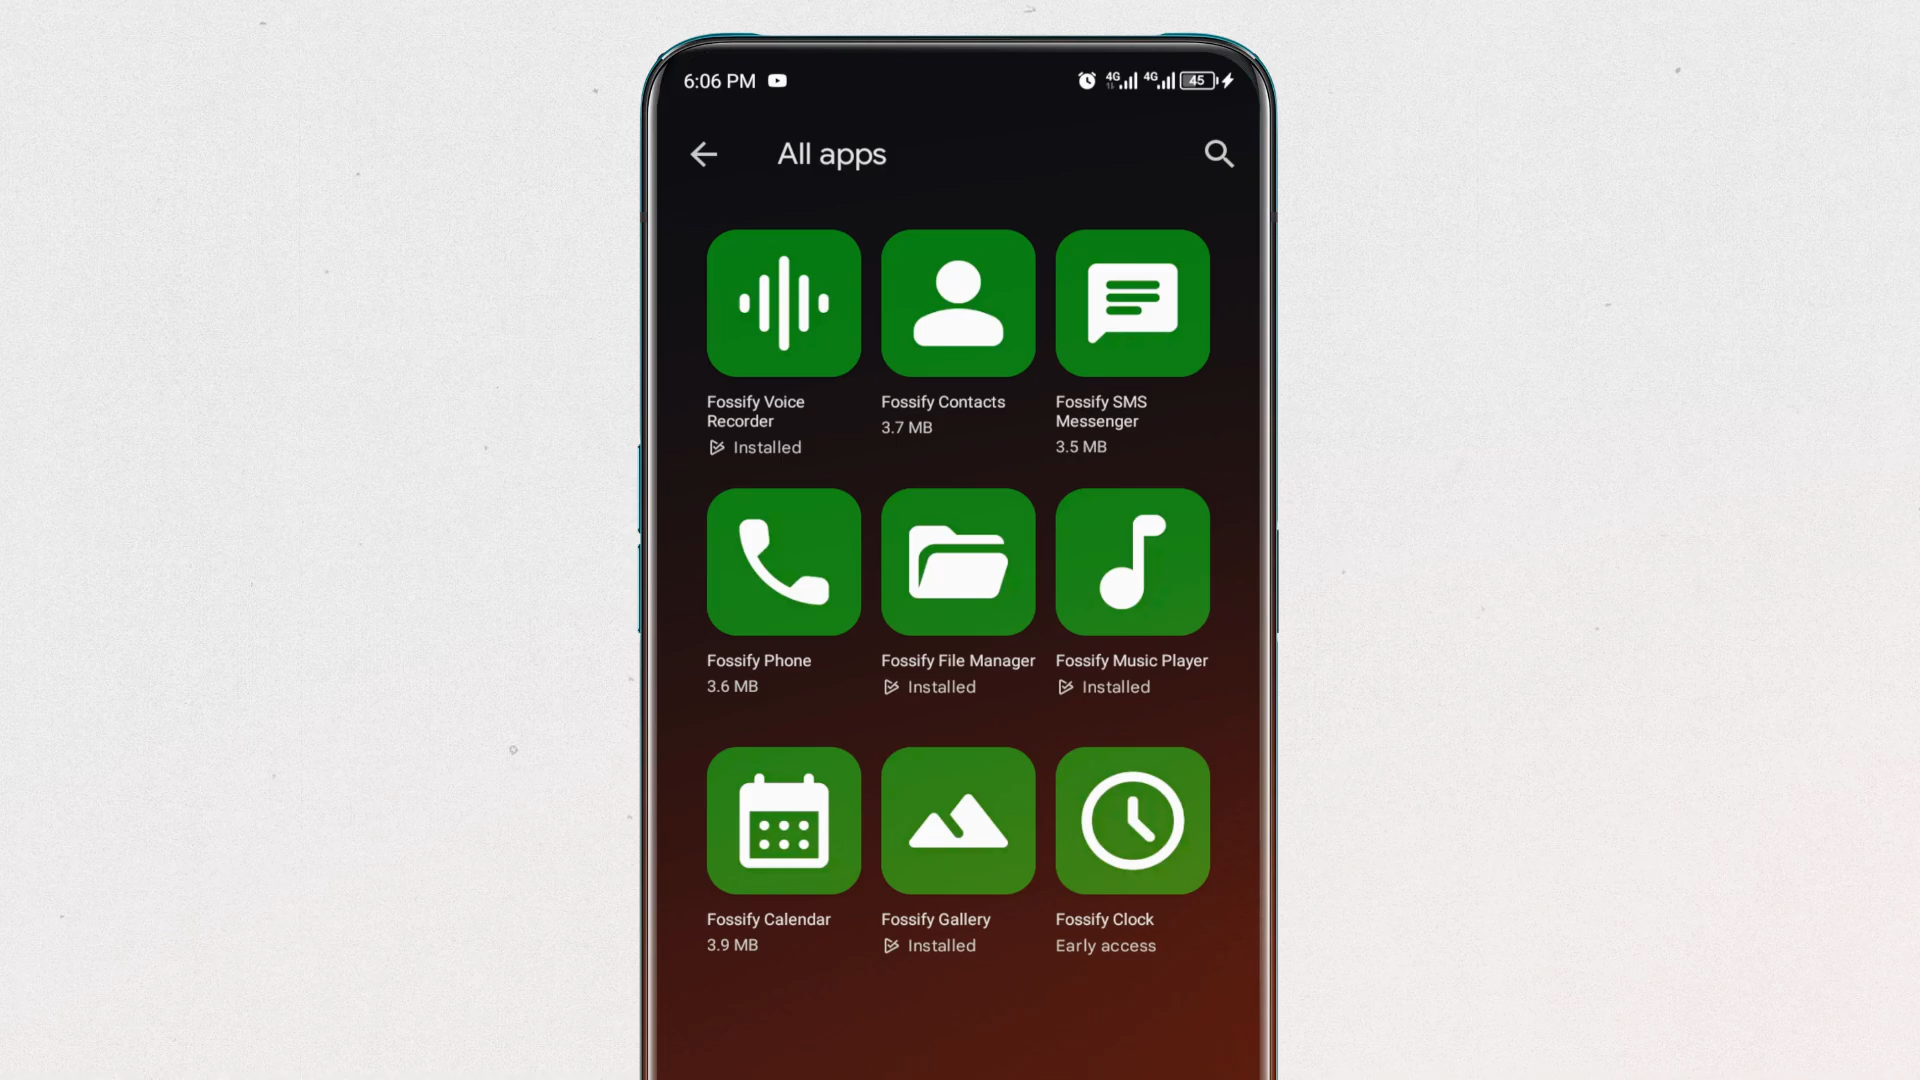 6:06 PM
4G 4G 45
All apps
Fossify Voice
Recorder
Installed
Fossify Contacts
3.7 MB
Fossify SMS
Messenger
3.5 MB
Fossify Phone
3.6 MB
Fossify File Manager
Installed
Fossify Music Player
Installed
Fossify Calendar
3.9 MB
Fossify Gallery
Installed
Fossify Clock
Early access